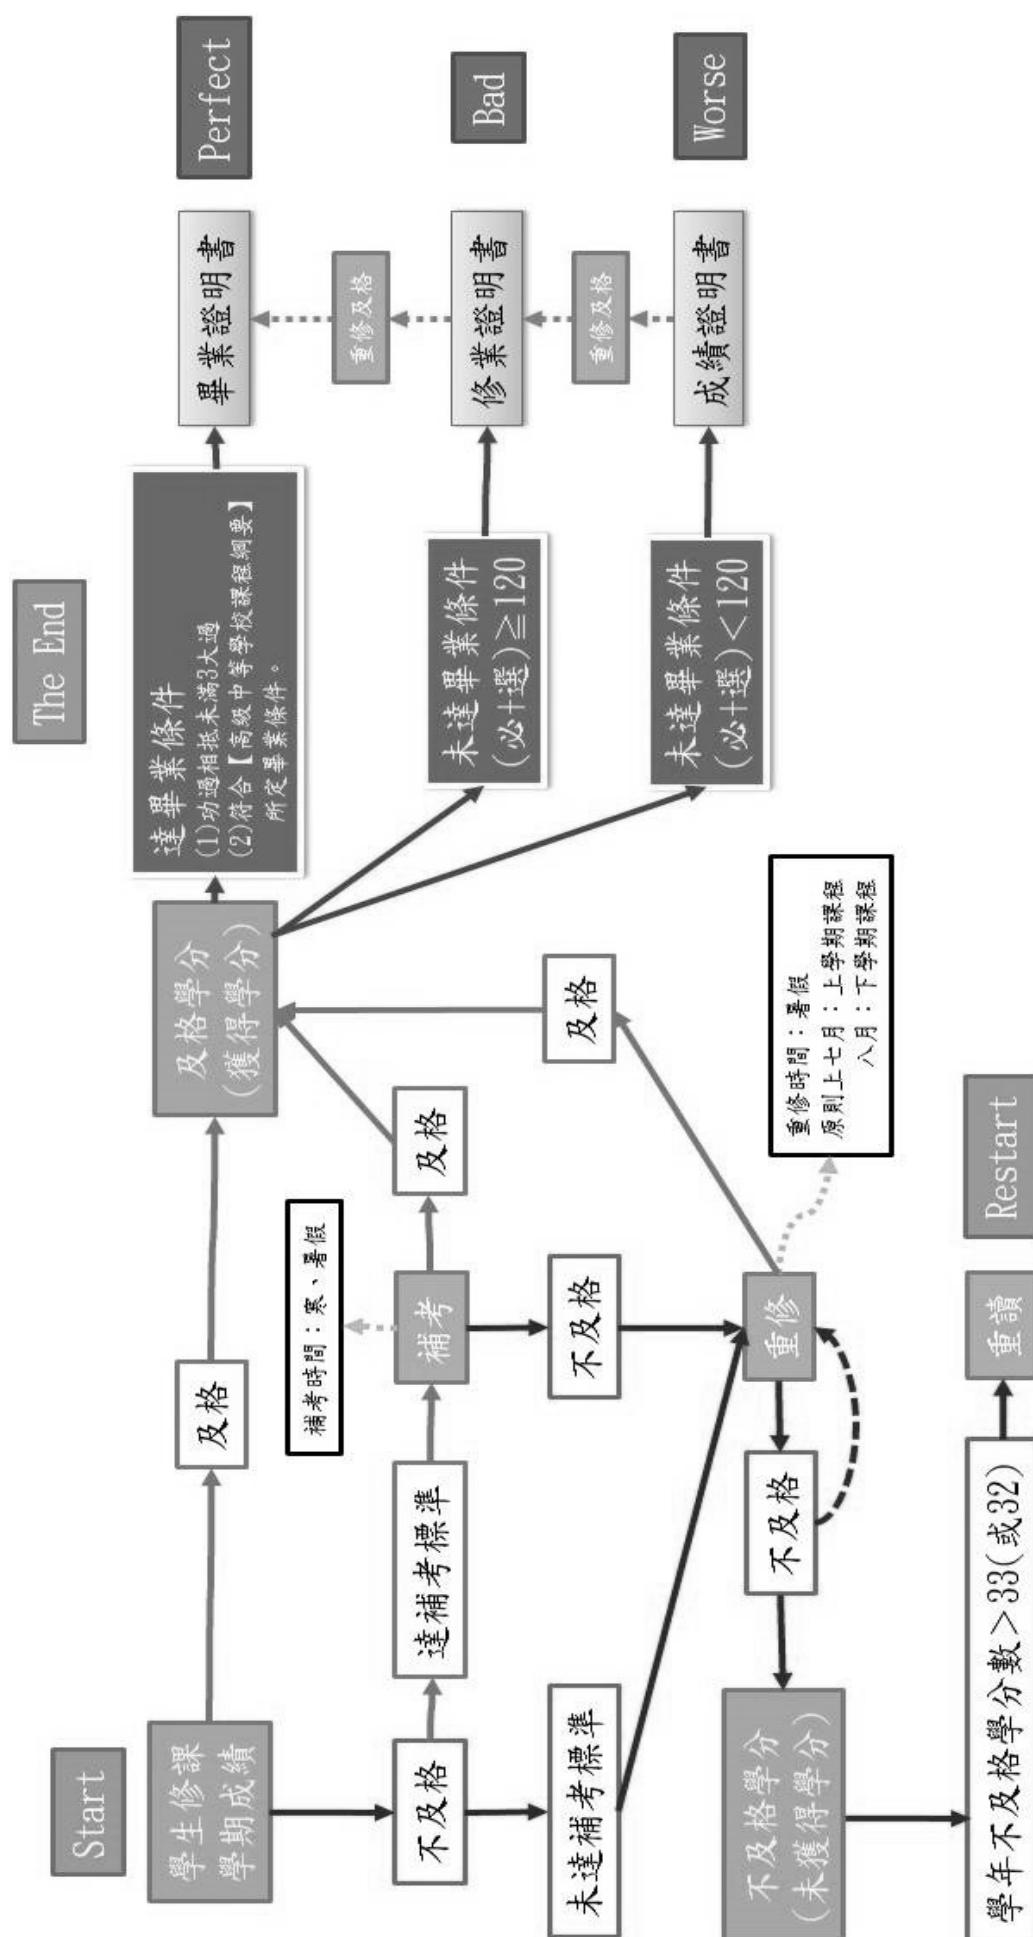 Start
The End
學生修課
學期成績
及格
及格學分
(獲得學分)
達畢業條件
(1)功過相抵未滿3大過
(2)符合【高級中等學校課程綱要】
所定畢業條件。
畢業證明書
Perfect
重修及格
補考時間：寒、暑假
不及格
達補考標準
補考
及格
未達畢業條件
(必+選)≧120
修業證明書
Bad
重修及格
未達補考標準
不及格
及格
未達畢業條件
(必+選)<120
成績證明書
Worse
不及格學分
(未獲得學分)
不及格
重修
重修時間：暑假
原則上七月：上學期課程
八月：下學期課程
學年不及格學分數>33(或32)
重讀
Restart